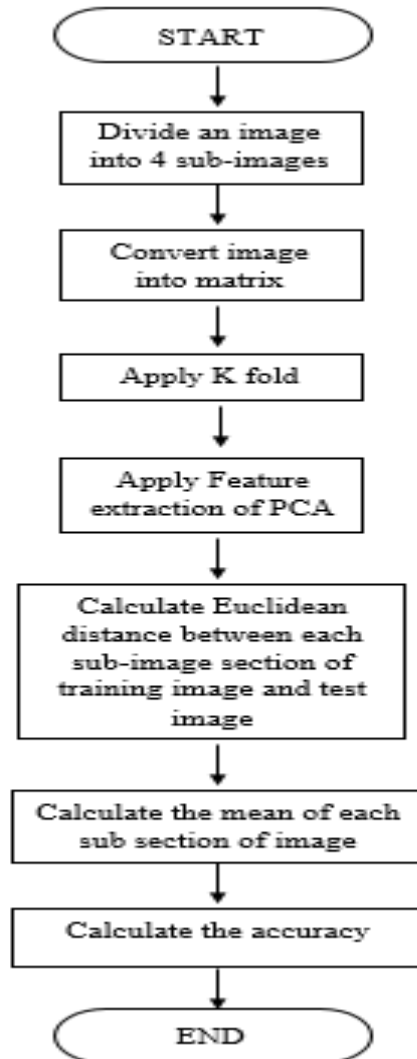 START
Divide an image
into 4 sub-images
Convert image
into matrix
Apply K fold
Apply Feature
extraction of PCA
Calculate Euclidean
distance between each
sub-image section of
training image and test
image
Calculate the mean of each
sub section of image
Calculate the accuracy
END